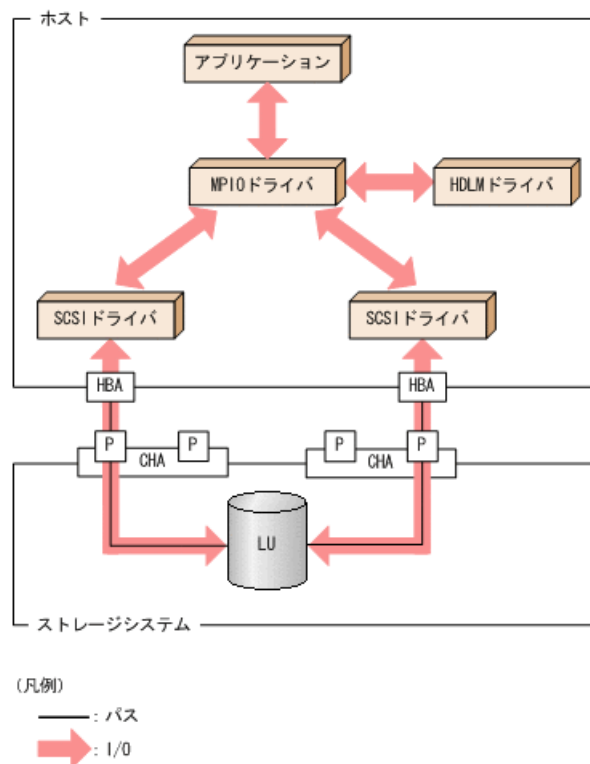 ホスト
アプリケーション
MPIOドライバ
HDLMドライバ
SCSIドライバ
SCSIドライバ
HBA
HBA
P
P
P
P
CHA
CHA
LU
ストレージシステム
(凡例)
: パス
: I/O